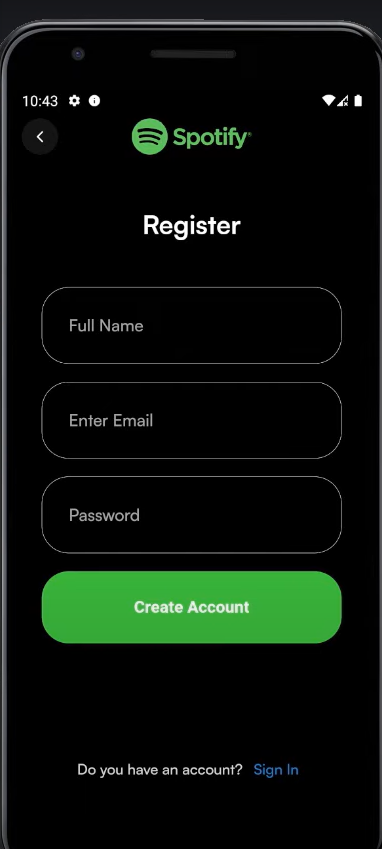 10:43
Spotify®
Register
Full Name
Enter Email
Password
Create Account
Do you have an account? Sign In